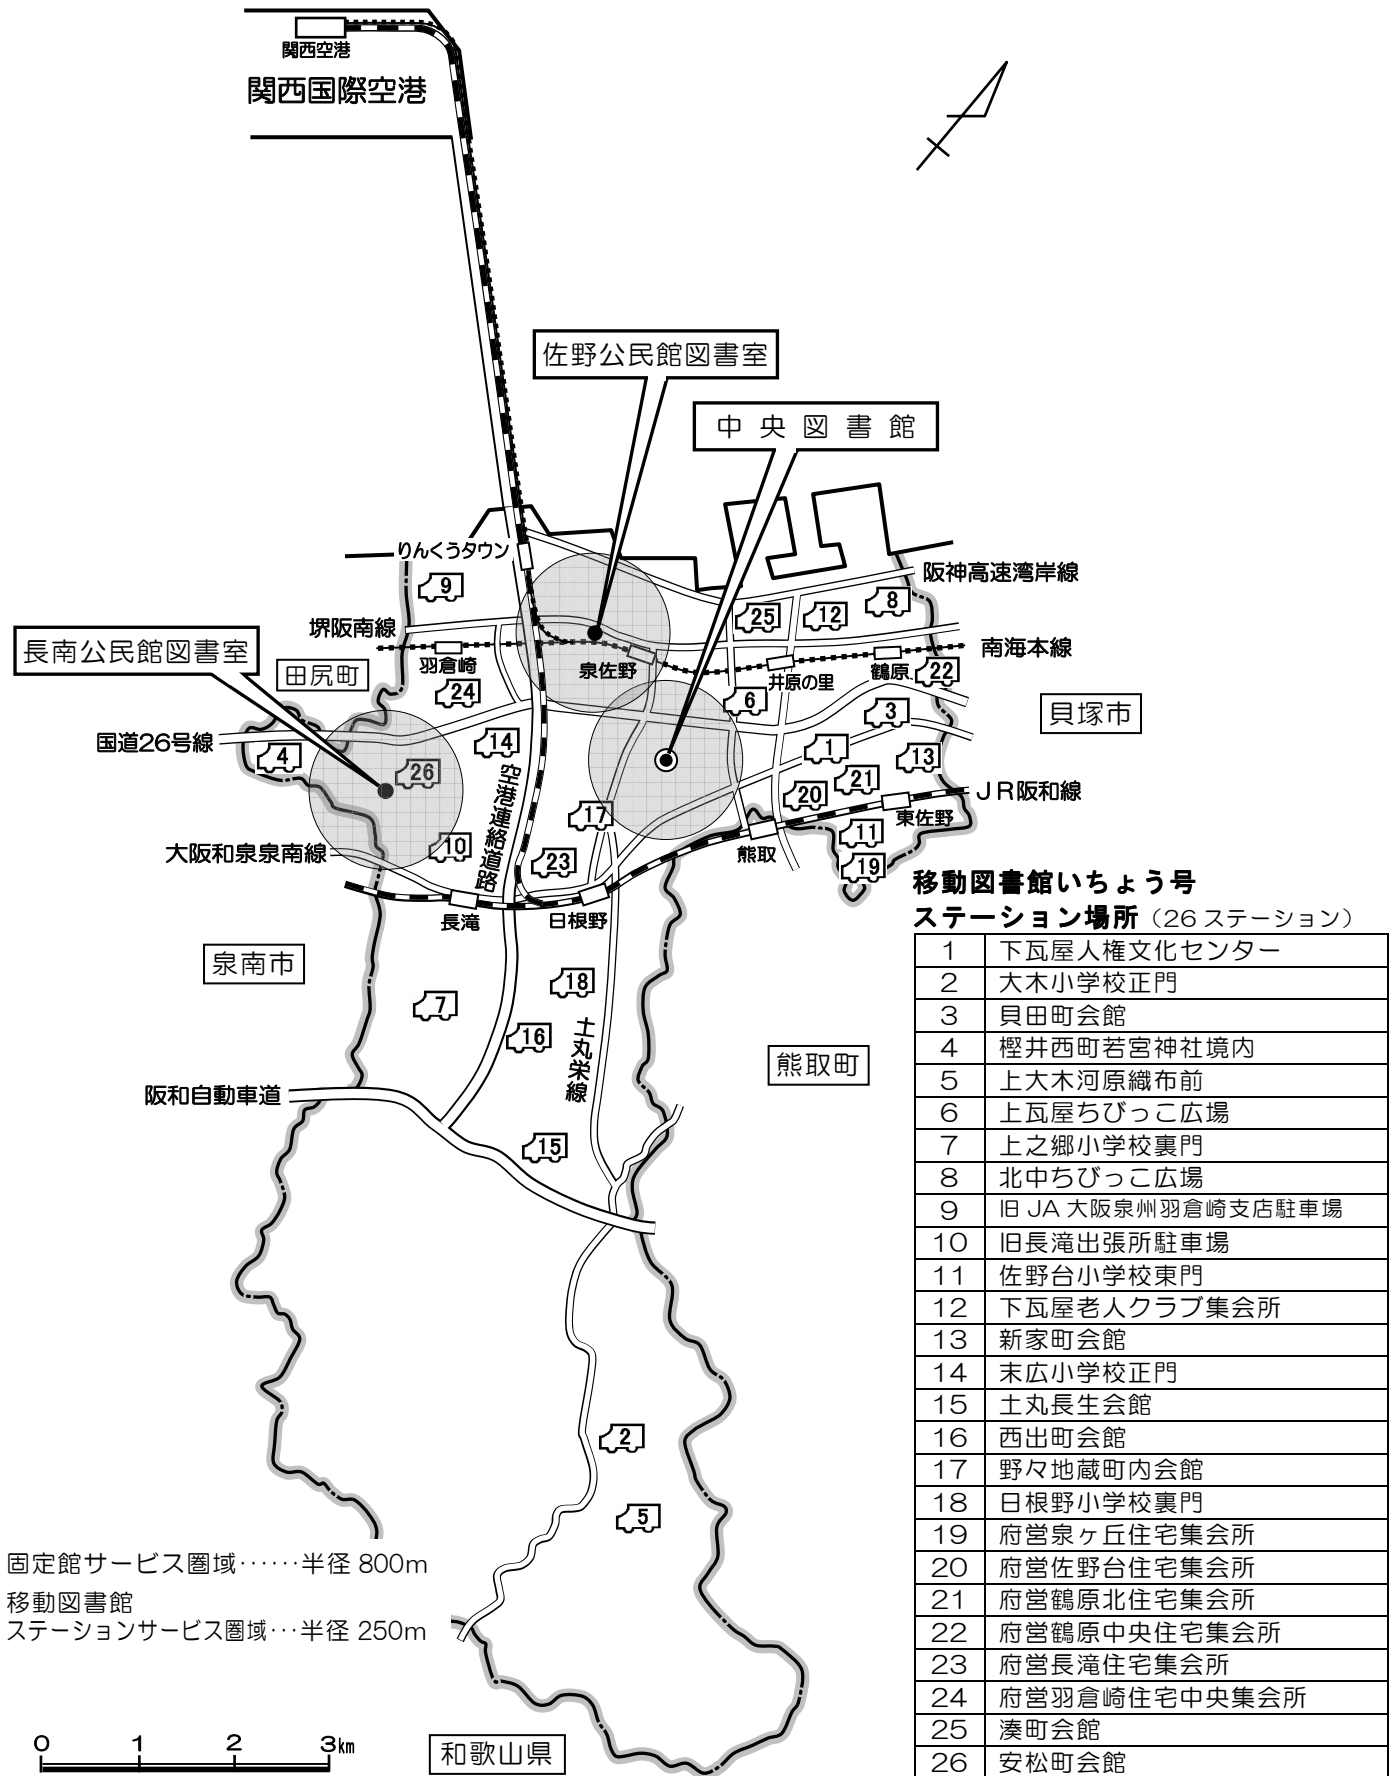 関西空港
関西国際空港
佐野公民館図書室
中央図書館
りんくうタウン
阪神高速湾岸線
9
25
12
8
堺阪南線
長南公民館図書室
田尻町
羽倉崎
泉佐野
井原の里
鶴原
南海本線
22
24
6
3
貝塚市
国道26号線
4
14
26
1
13
空港連絡道路
20
21
JR阪和線
17
東佐野
大阪和泉泉南線
10
23
熊取
11
19
長滝
日根野
泉南市
7
18
16
土丸栄線
熊取町
阪和自動車道
15
2
5
移動図書館いちょう号
ステーション場所(26ステーション)
1 下瓦屋人権文化センター
2 大木小学校正門
3 貝田町会館
4 樫井西町若宮神社境内
5 上大木河原織布前
6 上瓦屋ちびっこ広場
7 上之郷小学校裏門
8 北中ちびっこ広場
9 旧JA大阪泉州羽倉崎支店駐車場
10 旧長滝出張所駐車場
11 佐野台小学校東門
12 下瓦屋老人クラブ集会所
13 新家町会館
14 末広小学校正門
15 土丸長生会館
16 西出町会館
17 野々地蔵町内会館
18 日根野小学校裏門
19 府営泉ヶ丘住宅集会所
20 府営佐野台住宅集会所
21 府営鶴原北住宅集会所
22 府営鶴原中央住宅集会所
23 府営長滝住宅集会所
24 府営羽倉崎住宅中央集会所
25 湊町会館
26 安松町会館
固定館サービス圏域……半径800m
移動図書館
ステーションサービス圏域…半径250m
0 1 2 3km
和歌山県